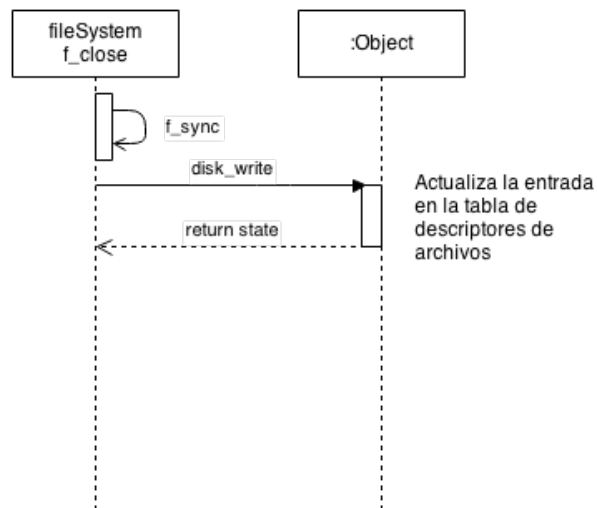 fileSystem
f_close
:Object
f_sync
disk_write
Actualiza la entrada
en la tabla de
descriptores de
archivos
return state